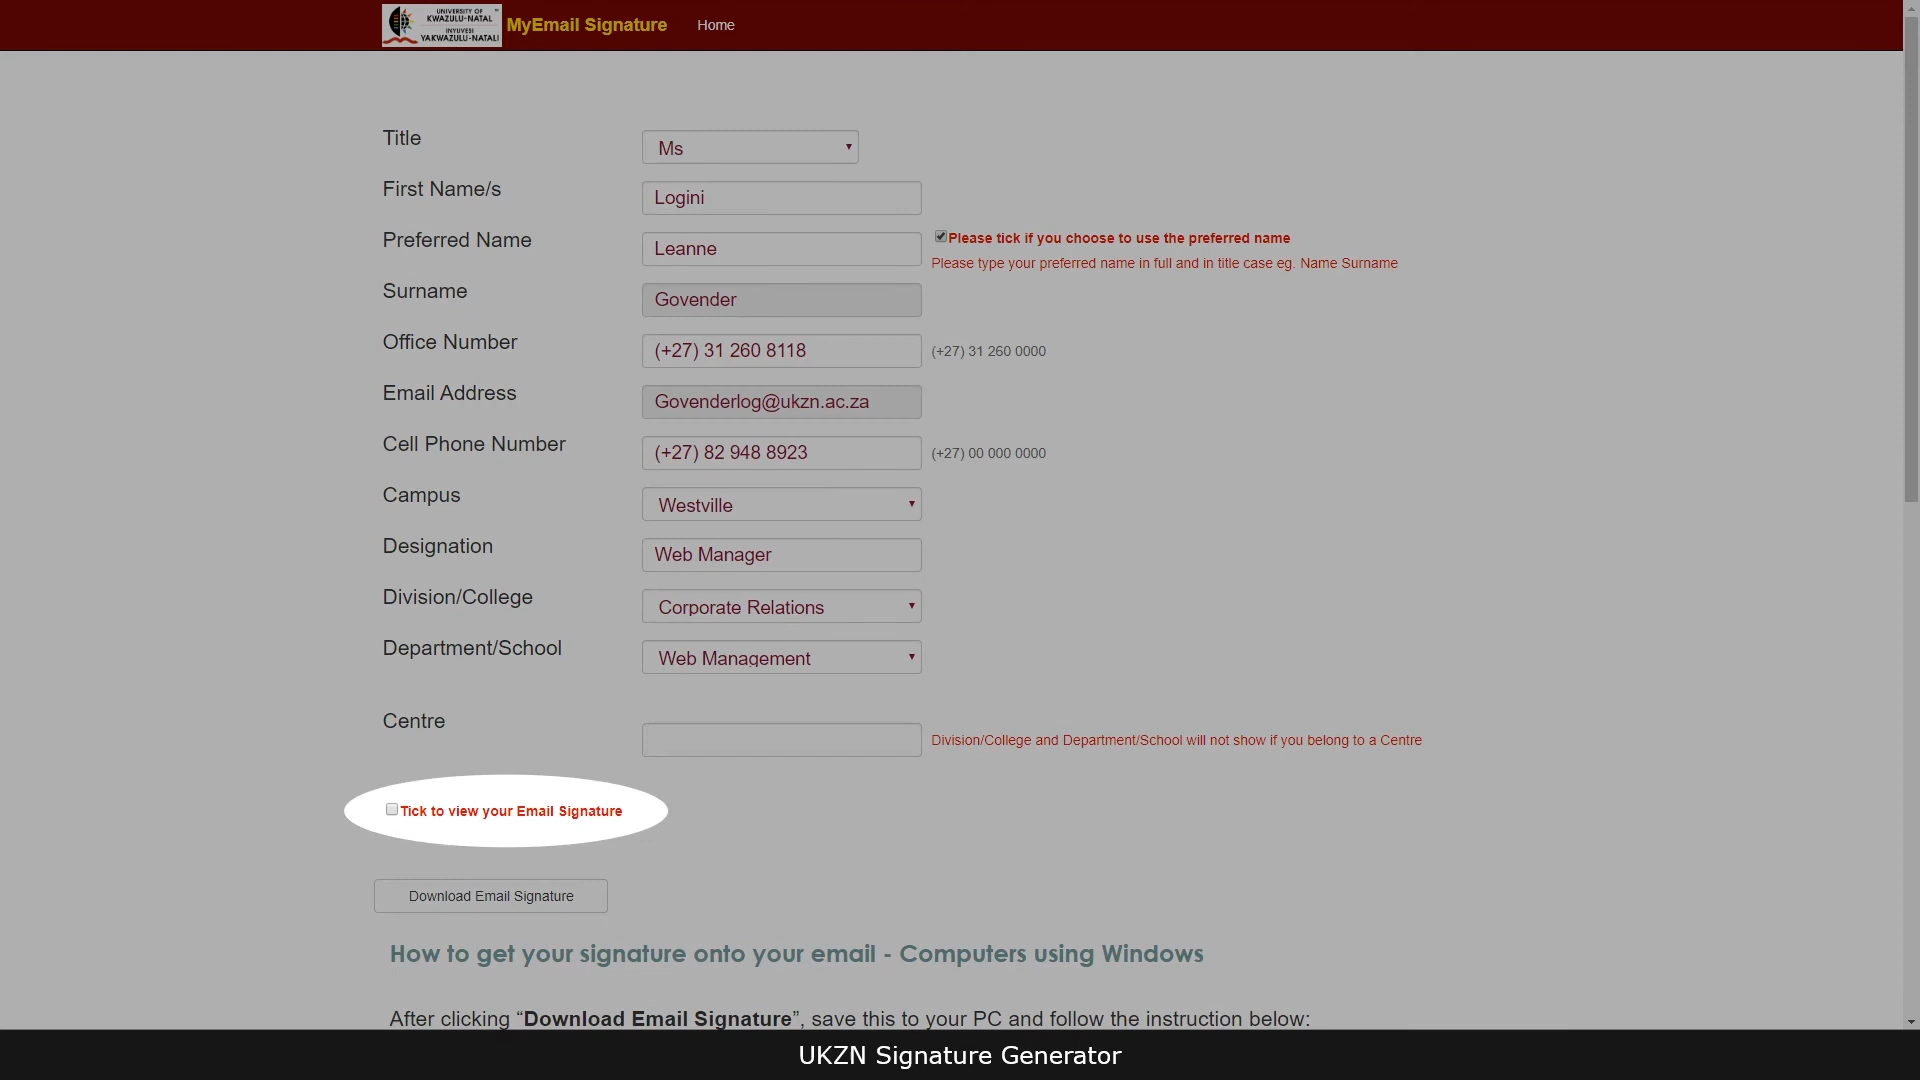 UNIVERSITY OF
KWAZULU-NATAL
INYUVESI
YAKWAZULU-NATALI
MyEmail Signature
Home
Title
Ms
First Name/s
Logini
Preferred Name
Leanne
Please tick if you choose to use the preferred name
Please type your preferred name in full and in title case eg. Name Surname
Surname
Govender
Office Number
(+27) 31 260 8118
(+27) 31 260 0000
Email Address
Govenderlog@ukzn.ac.za
Cell Phone Number
(+27) 82 948 8923
(+27) 00 000 0000
Campus
Westville
Designation
Web Manager
Division/College
Corporate Relations
Department/School
Web Management
Centre
Division/College and Department/School will not show if you belong to a Centre
Tick to view your Email Signature
Download Email Signature
How to get your signature onto your email - Computers using Windows
After clicking “Download Email Signature”, save this to your PC and follow the instruction below:
UKZN Signature Generator